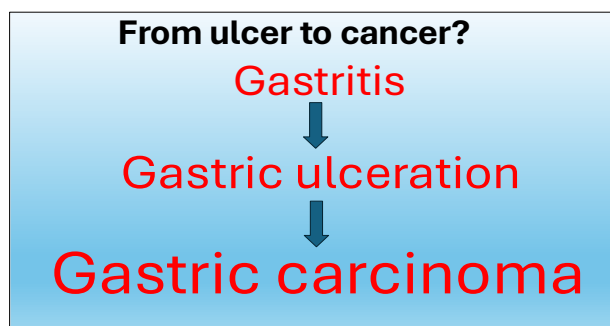 From ulcer to cancer?
Gastritis
Gastric ulceration
Gastric carcinoma